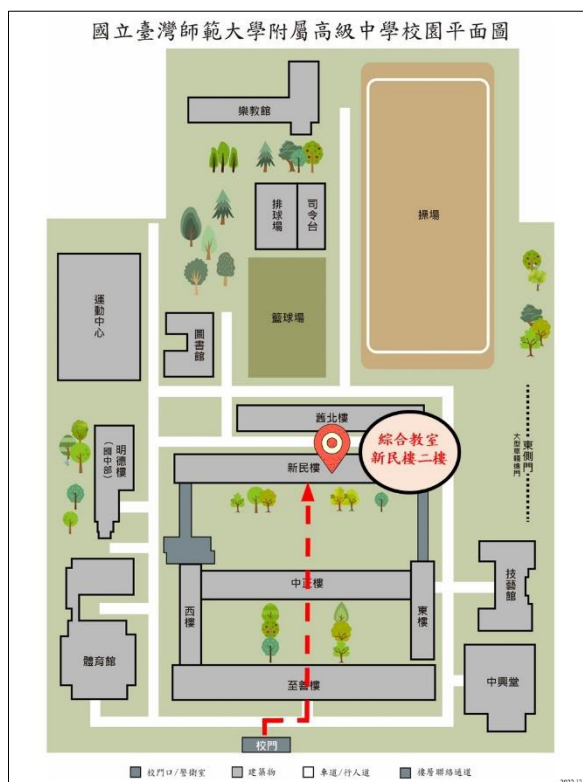 國立臺灣師範大學附屬高級中學校園平面圖
樂教館
排球場
司令台
操場
運動中心
圖書館
籃球場
舊北樓
綜合教室
新民樓二樓
東側門
大型車輛進門
明德樓
(國中部)
新民樓
技藝館
中正樓
西樓
東樓
體育館
至善樓
中興堂
校門
校門口/警衛室
建築物
車道/行人道
樓層聯絡通道